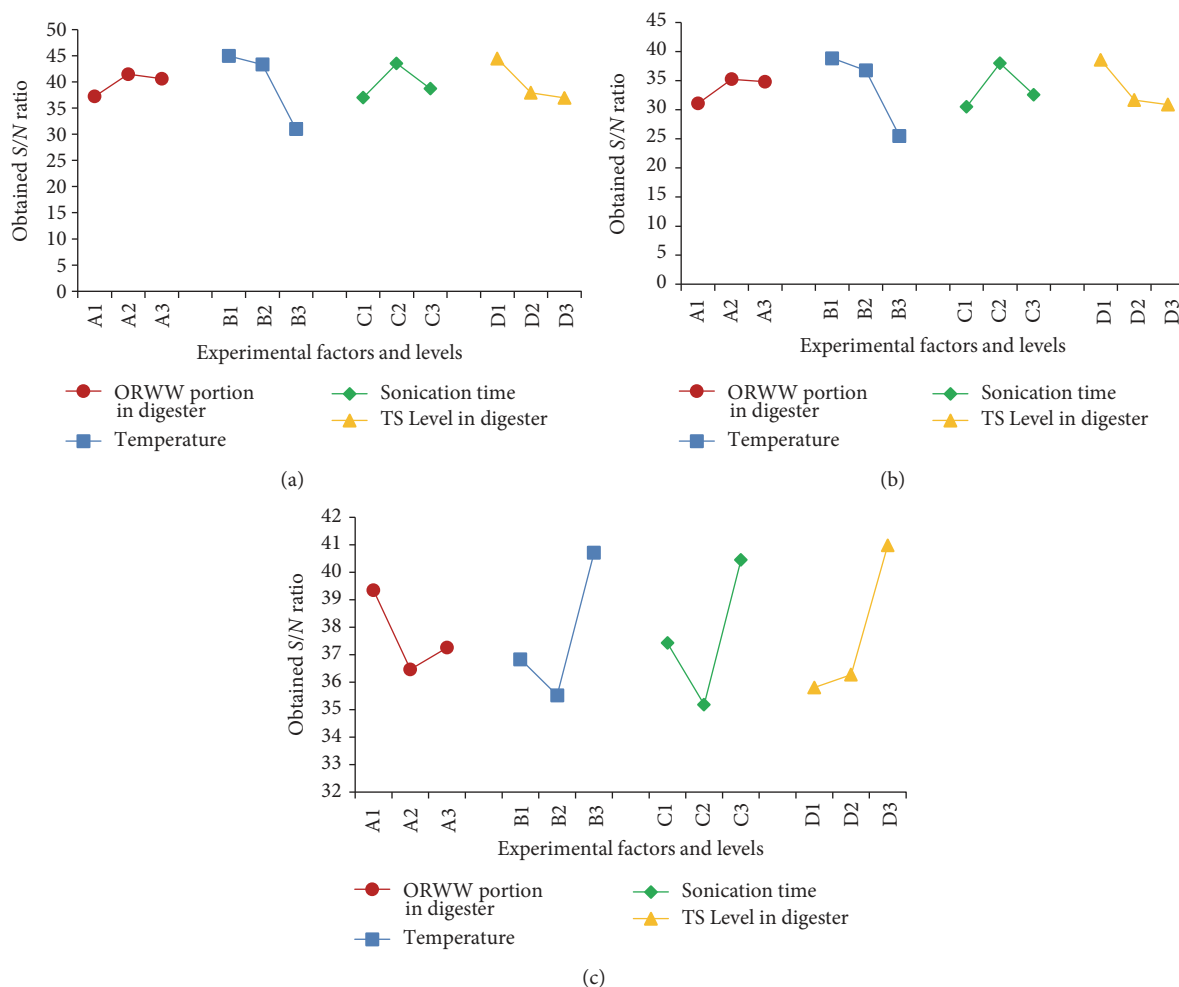 50
45
40
35
30
25
20
15
10
5
0
Obtained S/N ratio
A1
A2
A3
B1
B2
B3
C1
C2
C3
D1
D2
D3
Experimental factors and levels
ORWW portion
in digester
Temperature
Sonication time
TS Level in digester
(a)
45
40
35
30
25
20
15
10
5
0
Obtained S/N ratio
A1
A2
A3
B1
B2
B3
C1
C2
C3
D1
D2
D3
Experimental factors and levels
ORWW portion
in digester
Temperature
Sonication time
TS Level in digester
(b)
42
41
40
39
38
37
36
35
34
33
32
Obtained S/N ratio
A1
A2
A3
B1
B2
B3
C1
C2
C3
D1
D2
D3
Experimental factors and levels
ORWW portion
in digester
Temperature
Sonication time
TS Level in digester
(c)